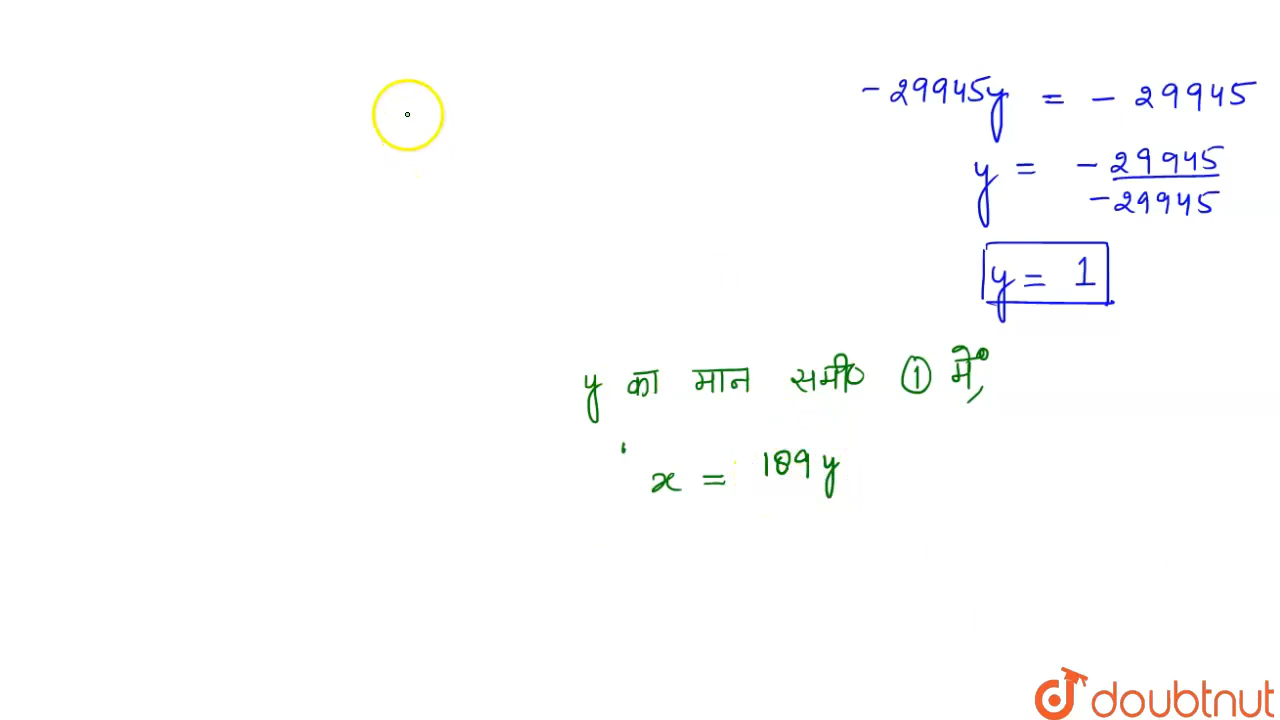 -29945y = - 29945
y = -29945
-29945
y = 1
y का मान समी० ① में,
x = 189y
doubtnut